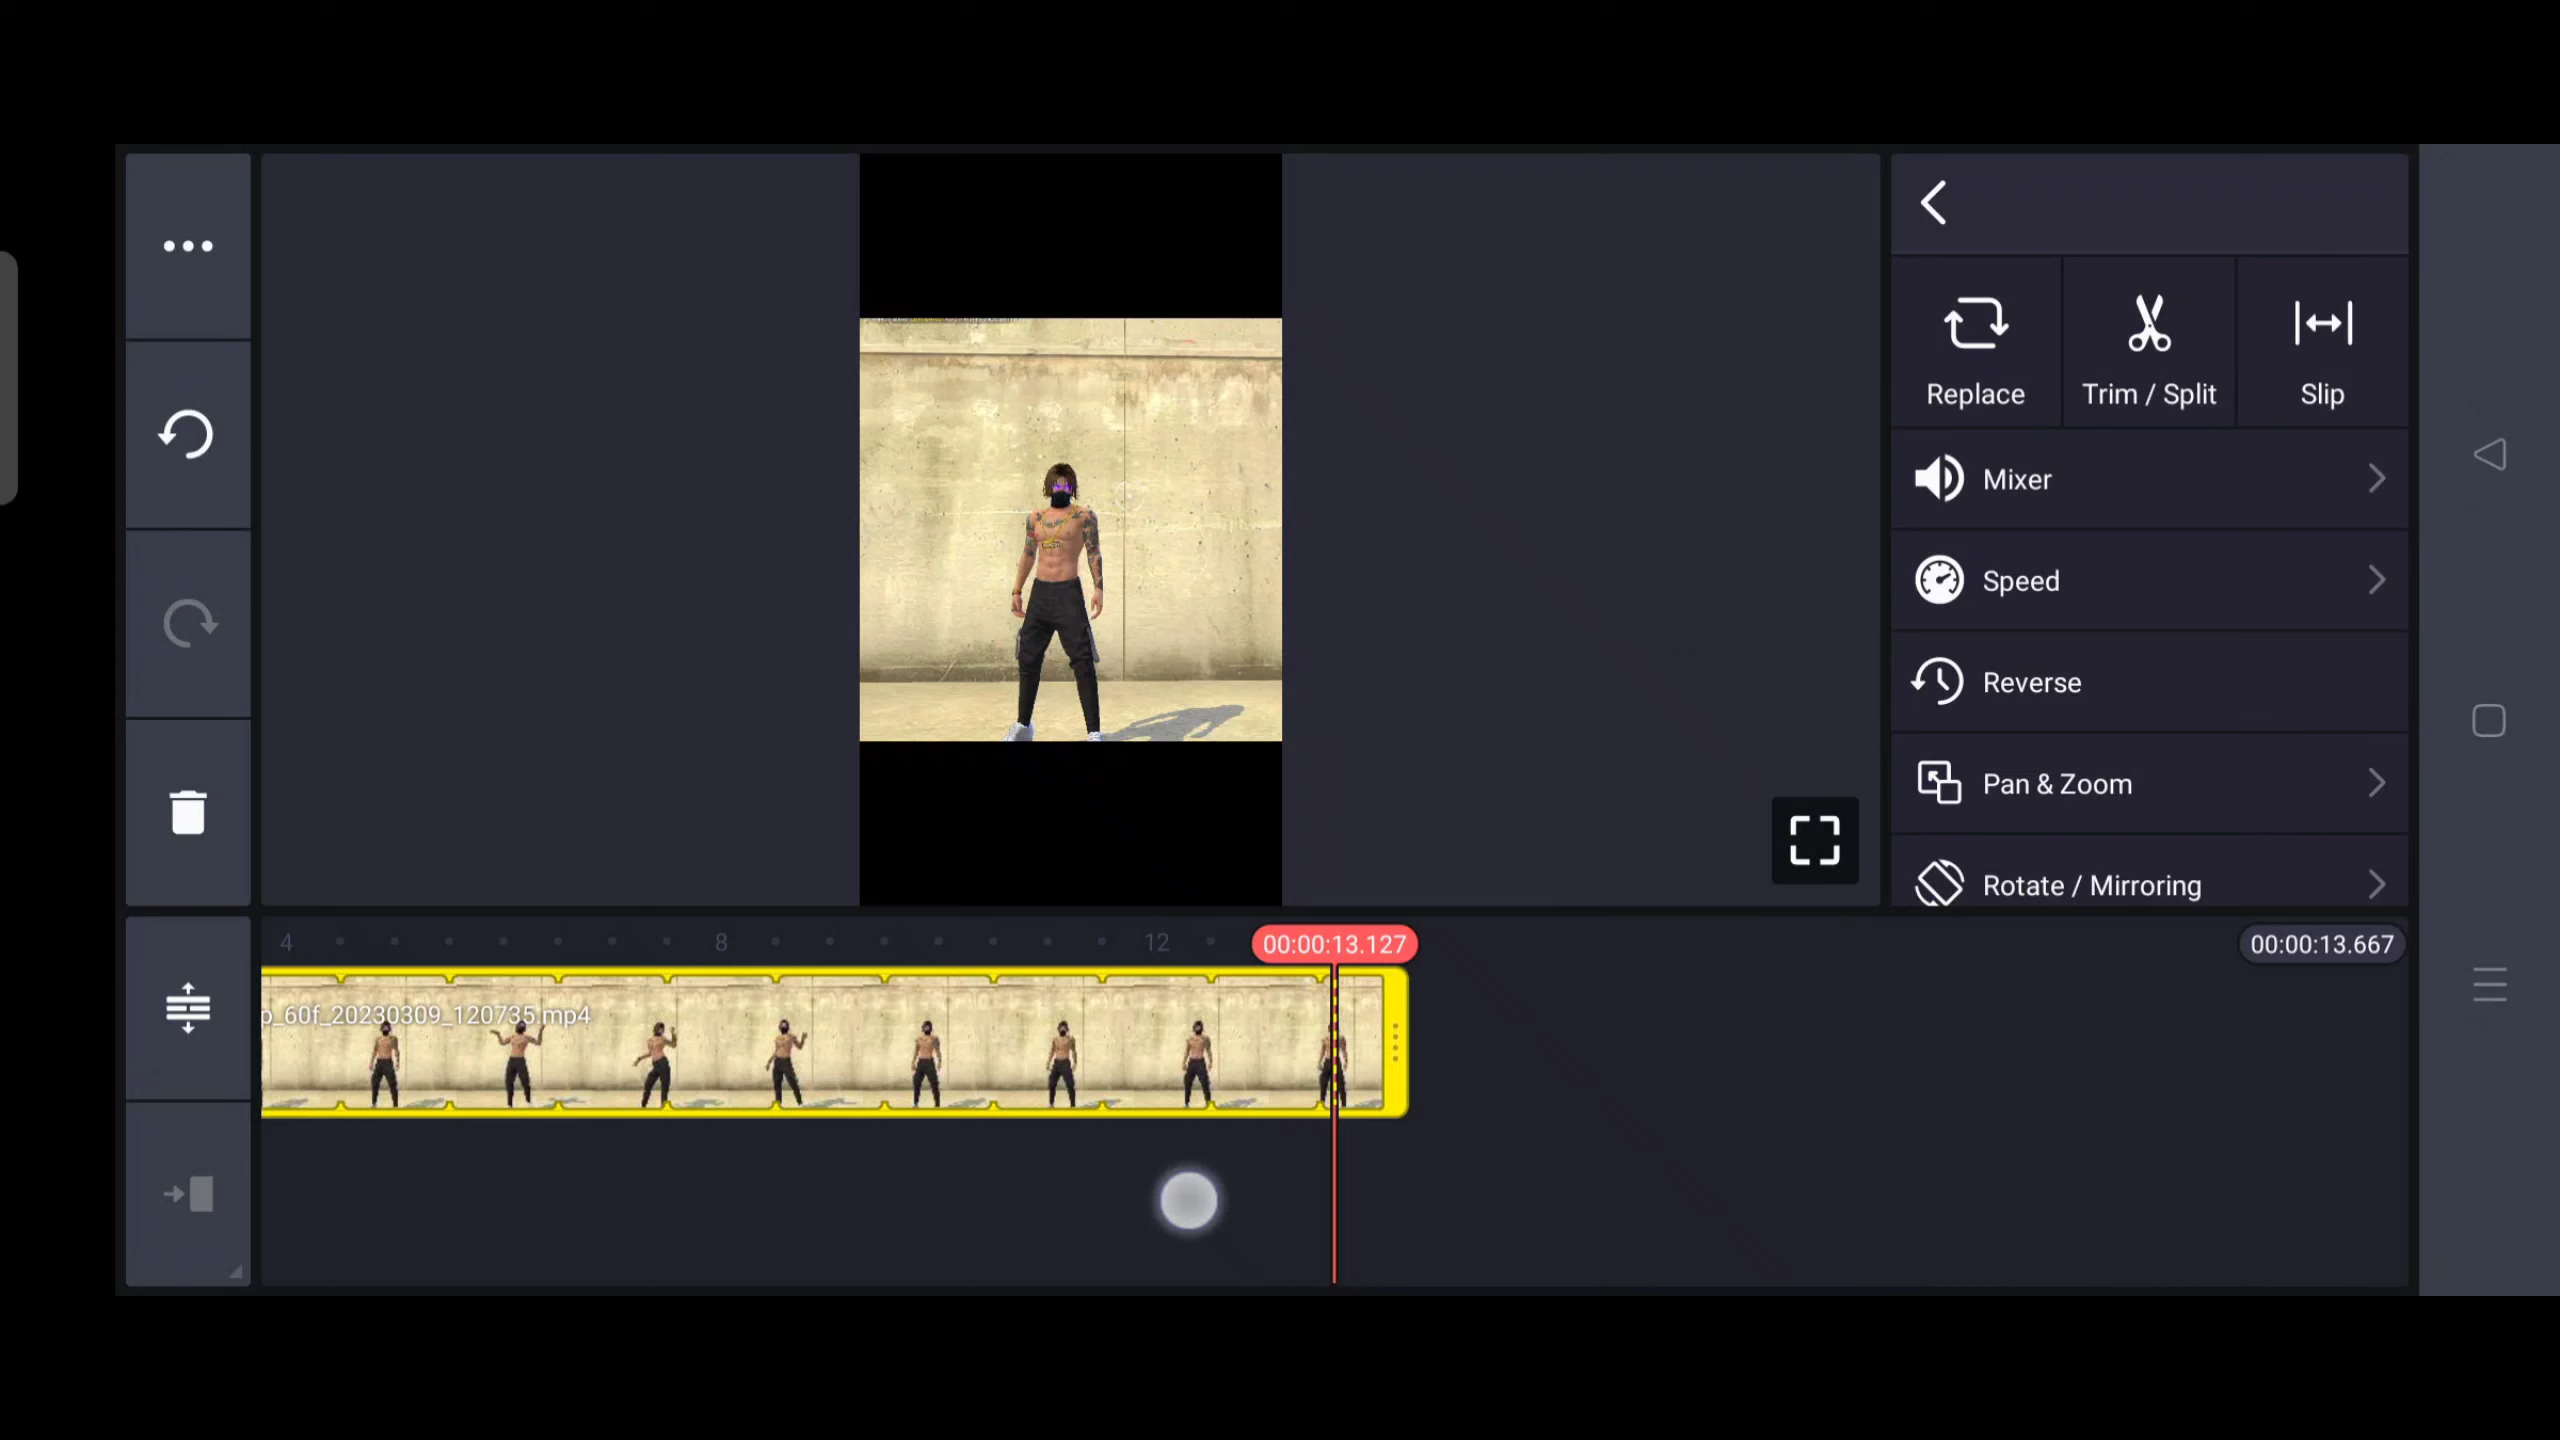 Replace
Trim / Split
Slip
Mixer
Speed
Reverse
Pan & Zoom
Rotate / Mirroring
4
8
12
00:00:13.127
00:00:13.667
p_60f_20230309_120735.mp4